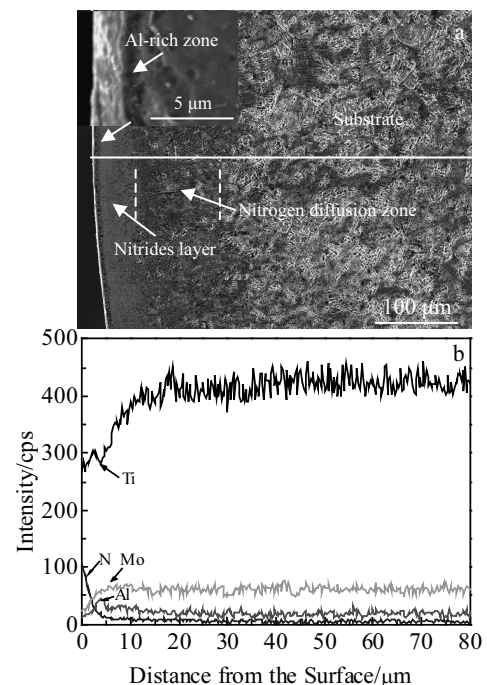 Al-rich zone
a
5 μm
Substrate
Nitrogen diffusion zone
Nitrides layer
100 μm
500
b
400
300
Ti
200
100
N
Mo
Al
0
0 10 20 30 40 50 60 70 80
Intensity/cps
Distance from the Surface/μm